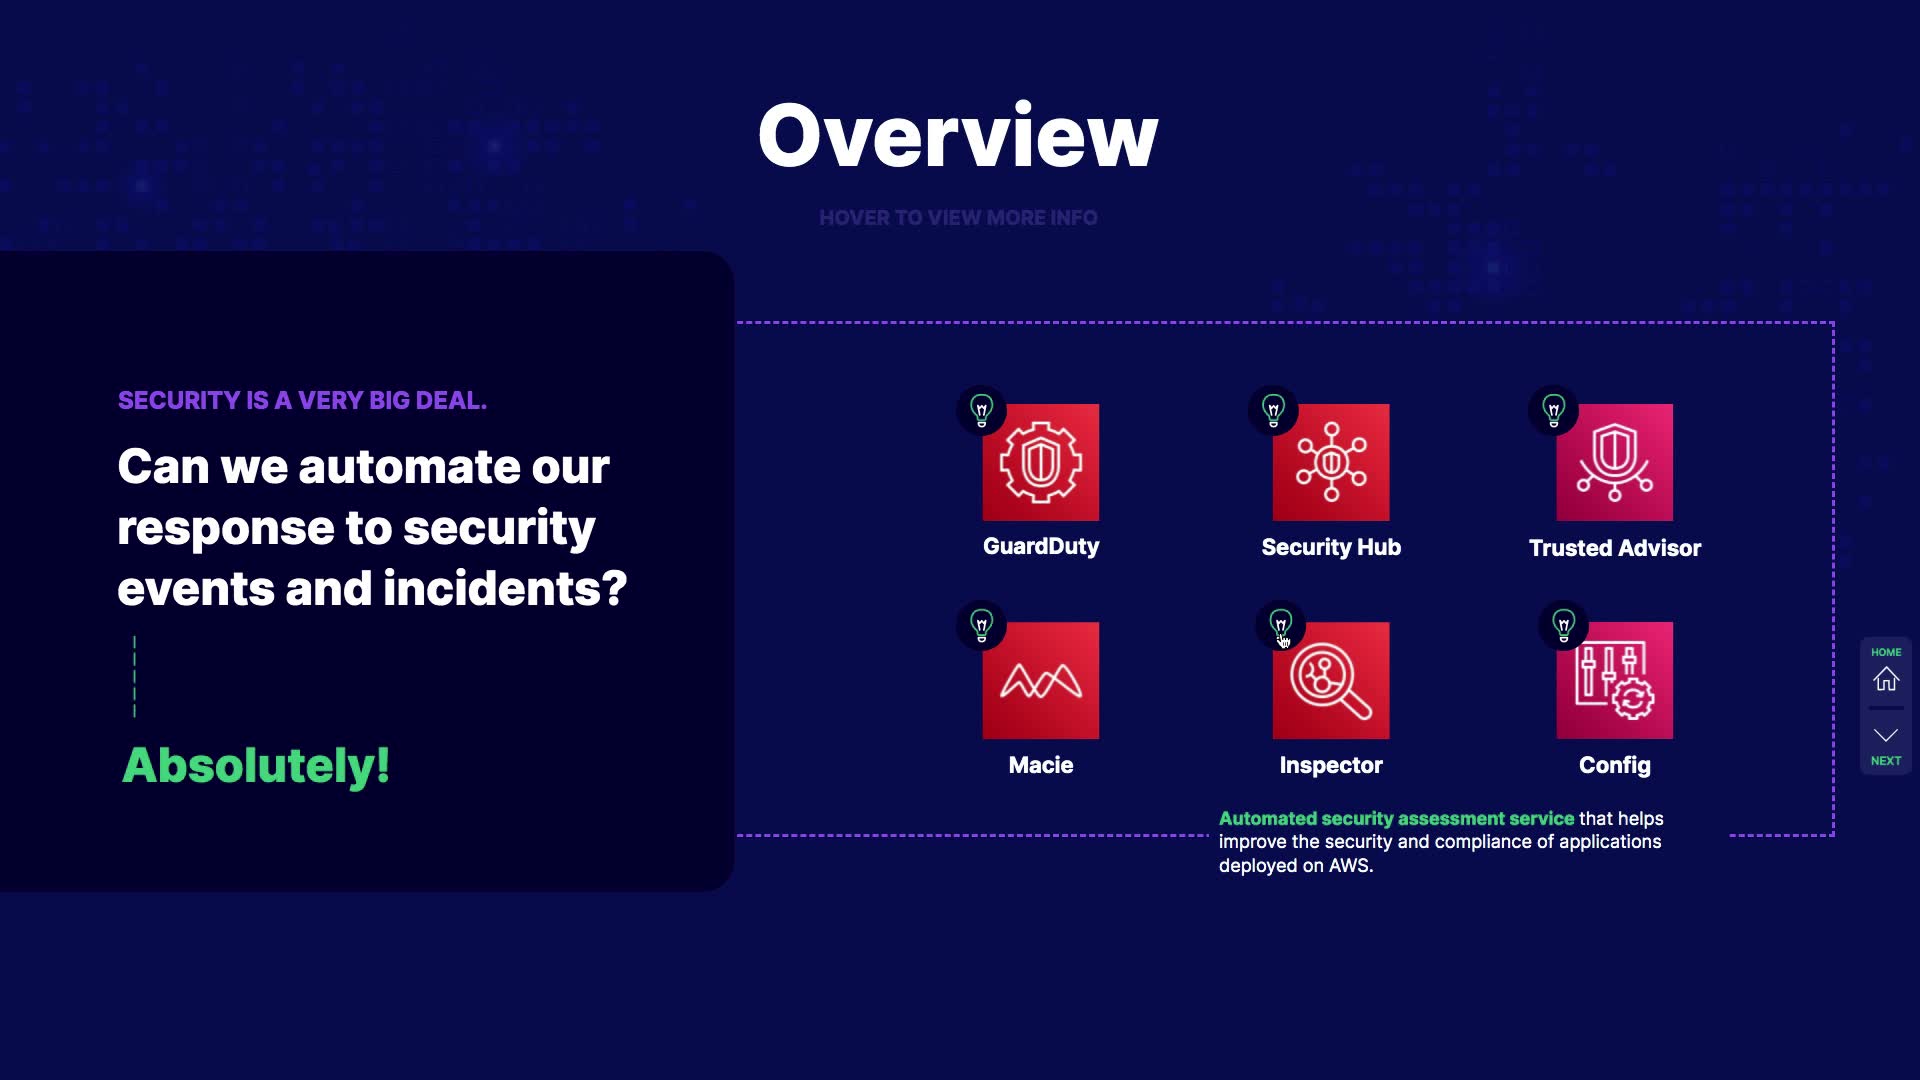 Overview
HOVER TO VIEW MORE INFO
SECURITY IS A VERY BIG DEAL.
Can we automate our
response to security
events and incidents?
Absolutely!
GuardDuty
Security Hub
Trusted Advisor
Macie
Inspector
Config
Automated security assessment service that helps
improve the security and compliance of applications
deployed on AWS.
HOME
NEXT